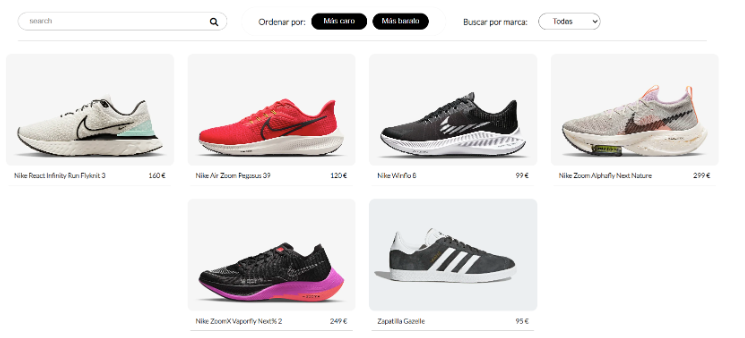 search
Ordenar por: Más caro Más barato
Buscar por marca: Todas
Nike React Infinity Run Flyknit 3 160 €
Nike Air Zoom Pegasus 39 120 €
Nike Winflo 8 99 €
Nike Zoom Alphafly Next Nature 299 €
Nike ZoomX Vaporfly Next% 2 249 €
Zapatilla Gazelle 95 €